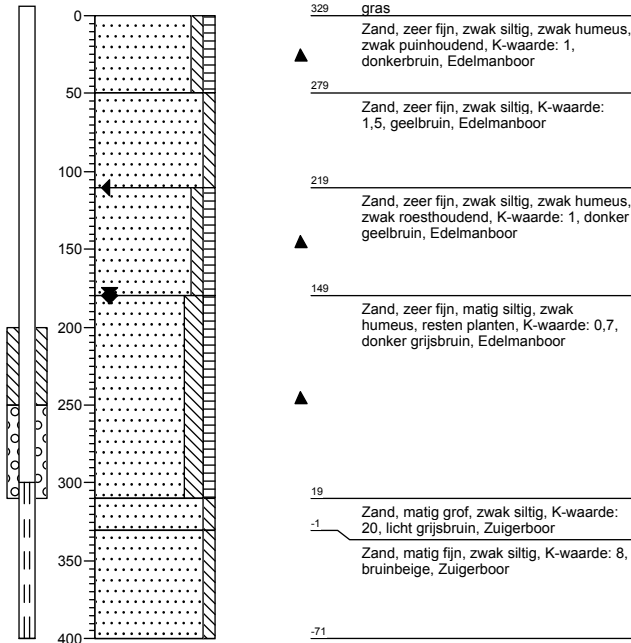 0
50
100
150
200
250
300
350
400
329 gras
Zand, zeer fijn, zwak siltig, zwak humeus,
zwak puinhoudend, K-waarde: 1,
donkerbruin, Edelmanboor
279
Zand, zeer fijn, zwak siltig, K-waarde:
1,5, geelbruin, Edelmanboor
219
Zand, zeer fijn, zwak siltig, zwak humeus,
zwak roesthoudend, K-waarde: 1, donker
geelbruin, Edelmanboor
149
Zand, zeer fijn, matig siltig, zwak
humeus, resten planten, K-waarde: 0,7,
donker grijsbruin, Edelmanboor
19
Zand, matig grof, zwak siltig, K-waarde:
20, licht grijsbruin, Zuigerboor
-1
Zand, matig fijn, zwak siltig, K-waarde: 8,
bruinbeige, Zuigerboor
-71